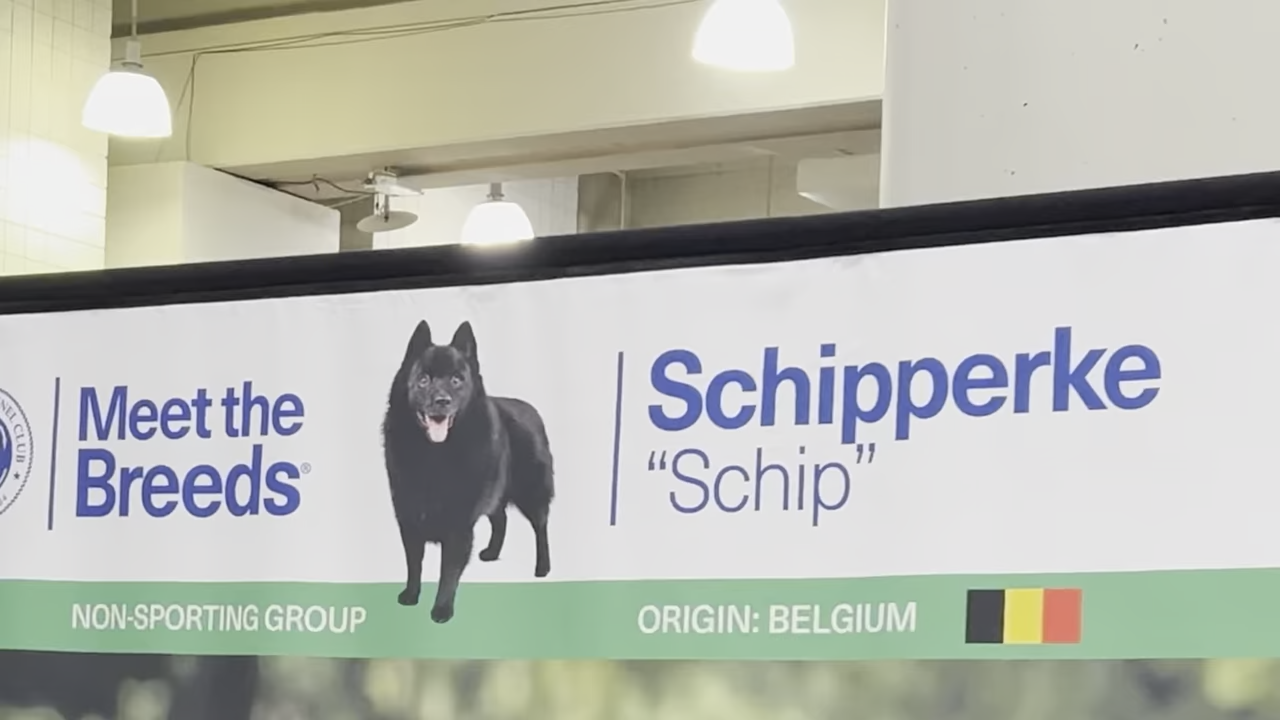 Meet the
Breeds®
Schipperke
“Schip”
NON-SPORTING GROUP
ORIGIN: BELGIUM